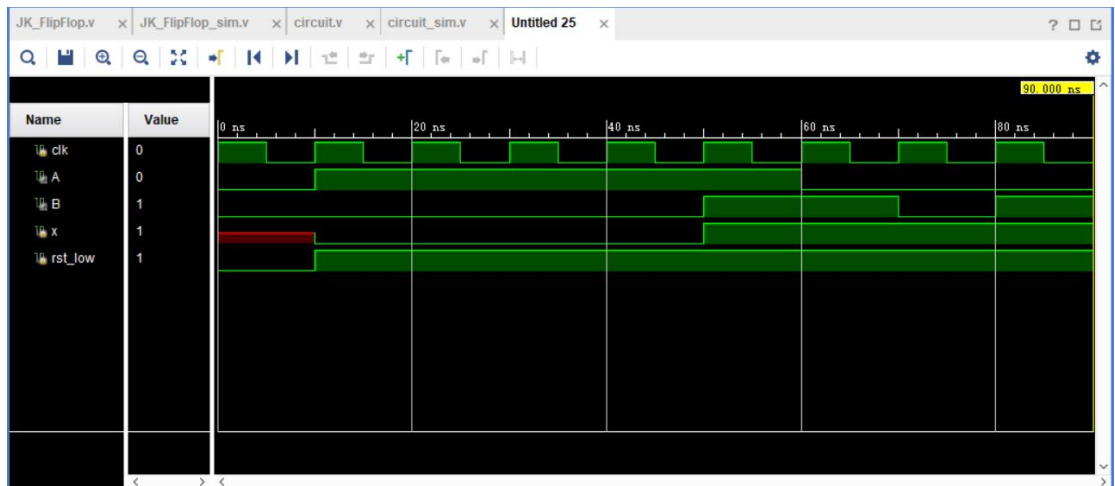 JK_FlipFlop.v × JK_FlipFlop_sim.v × circuit.v × circuit_sim.v × Untitled 25 × ?
90.000 ns
Name Value 0 ns 20 ns 40 ns 60 ns 80 ns
clk 0
A 0
B 1
x 1
rst_low 1